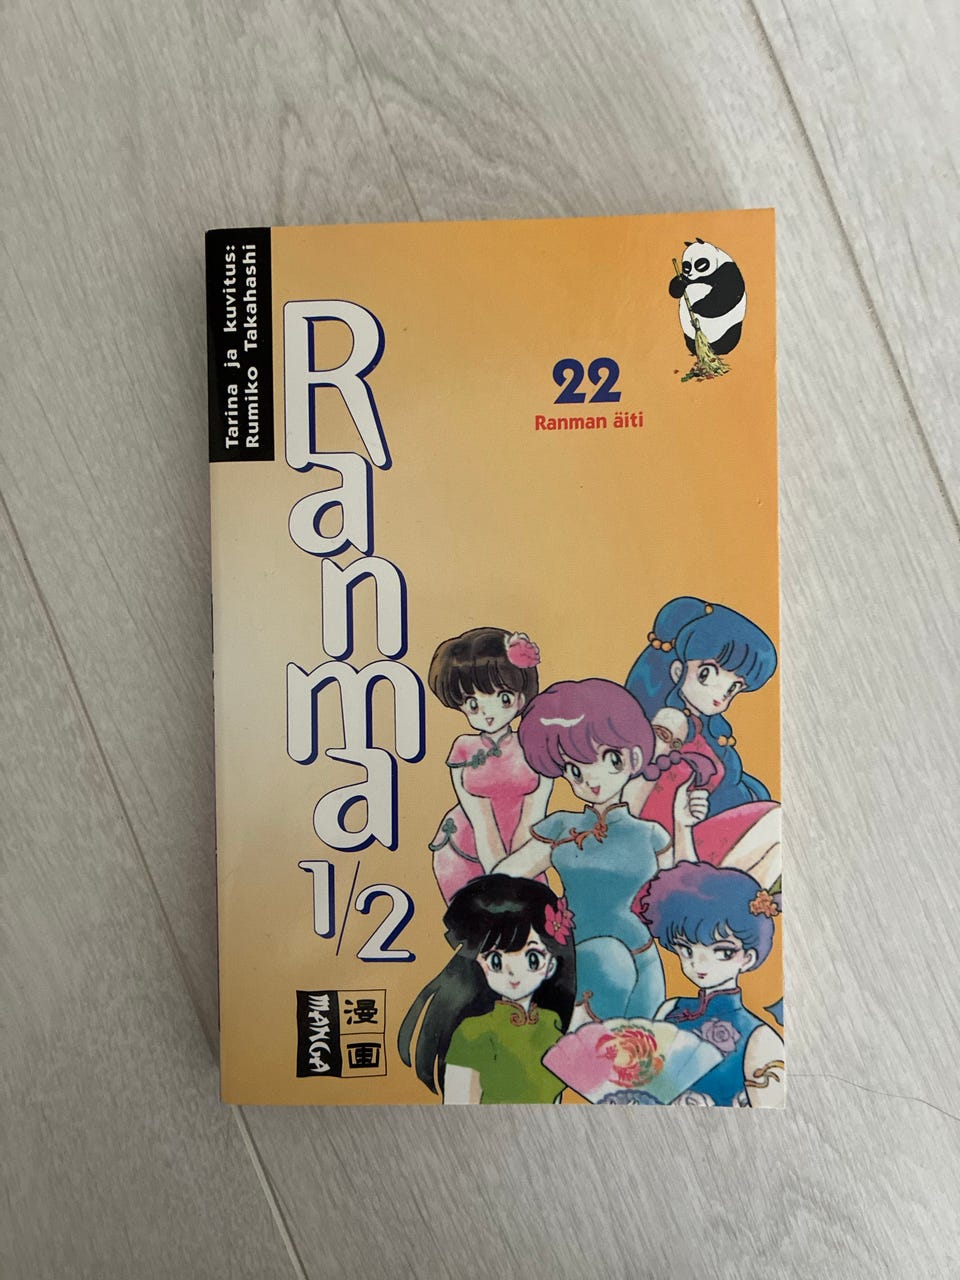 Tarina ja kuvitus:
Rumiko Takahashi
Ranma
1/2
22
Ranman äiti
MANGA
漫画